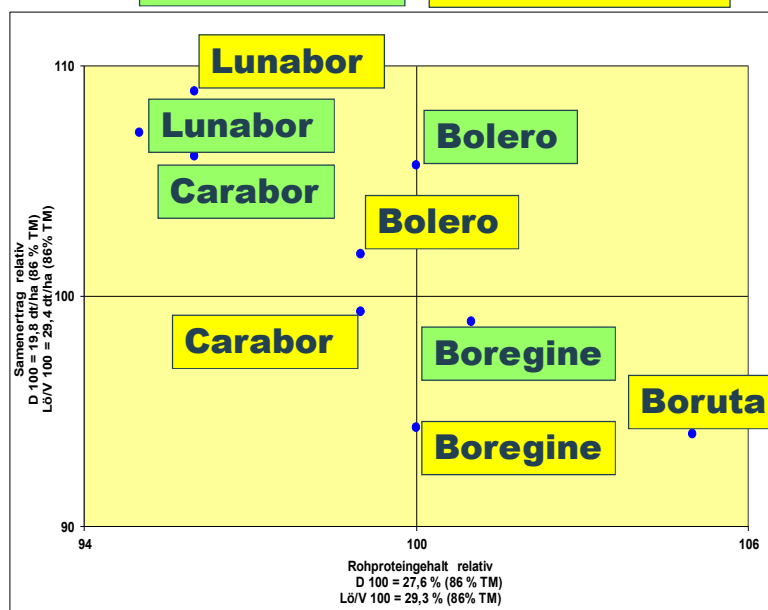 110
Lunabor
Lunabor
Bolero
Carabor
Bolero
Samenertrag relativ
D 100 = 19,8 dt/ha (86 % TM)
Lö/V 100 = 29,4 dt/ha (86% TM)
100
Carabor
Boregine
Boruta
Boregine
90
94
100
106
Rohproteingehalt relativ
D 100 = 27,6 % (86 % TM)
Lö/V 100 = 29,3 % (86% TM)